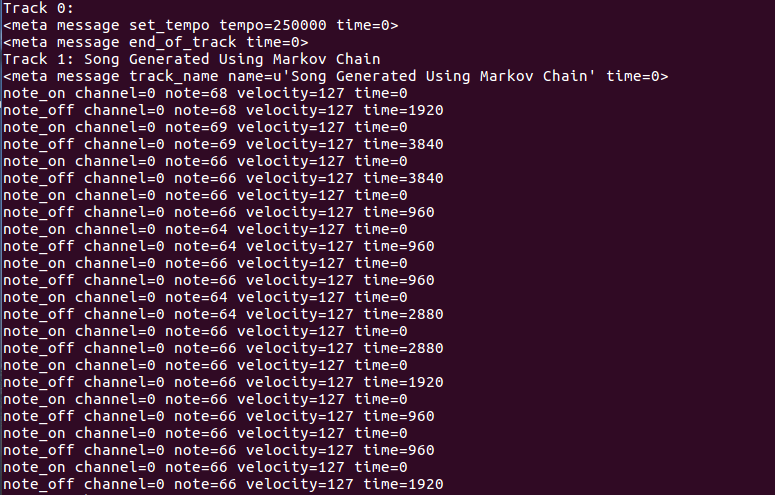 Track 0:
<meta message set_tempo tempo=250000 time=0>
<meta message end_of_track time=0>
Track 1: Song Generated Using Markov Chain
<meta message track_name name=u'Song Generated Using Markov Chain' time=0>
note_on channel=0 note=68 velocity=127 time=0
note_off channel=0 note=68 velocity=127 time=1920
note_on channel=0 note=69 velocity=127 time=0
note_off channel=0 note=69 velocity=127 time=3840
note_on channel=0 note=66 velocity=127 time=0
note_off channel=0 note=66 velocity=127 time=3840
note_on channel=0 note=66 velocity=127 time=0
note_off channel=0 note=66 velocity=127 time=960
note_on channel=0 note=64 velocity=127 time=0
note_off channel=0 note=64 velocity=127 time=960
note_on channel=0 note=66 velocity=127 time=0
note_off channel=0 note=66 velocity=127 time=960
note_on channel=0 note=64 velocity=127 time=0
note_off channel=0 note=64 velocity=127 time=2880
note_on channel=0 note=66 velocity=127 time=0
note_off channel=0 note=66 velocity=127 time=2880
note_on channel=0 note=66 velocity=127 time=0
note_off channel=0 note=66 velocity=127 time=1920
note_on channel=0 note=66 velocity=127 time=0
note_off channel=0 note=66 velocity=127 time=960
note_on channel=0 note=66 velocity=127 time=0
note_off channel=0 note=66 velocity=127 time=960
note_on channel=0 note=66 velocity=127 time=0
note_off channel=0 note=66 velocity=127 time=1920